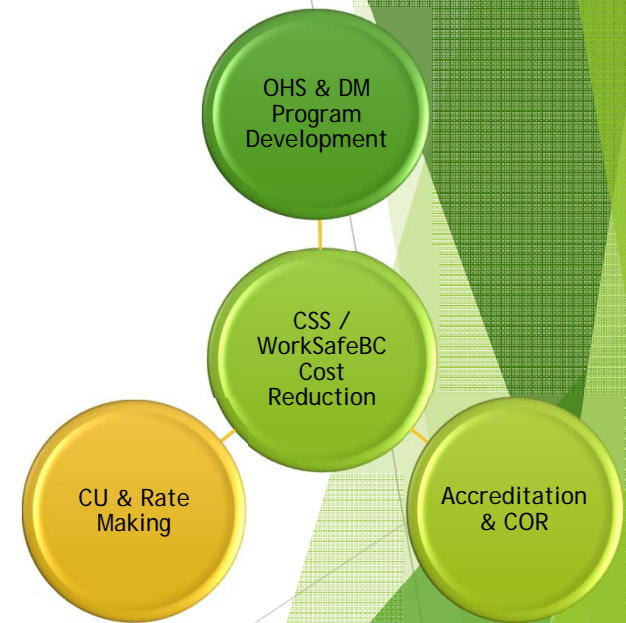 OHS & DM
Program
Development
CSS /
WorkSafeBC
Cost
Reduction
CU & Rate
Making
Accreditation
& COR